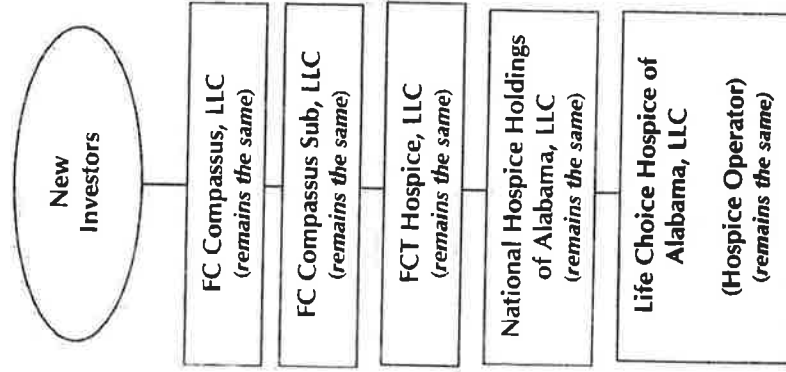 New
Investors
FC Compassus, LLC
(remains the same)
FC Compassus Sub, LLC
(remains the same)
FCT Hospice, LLC
(remains the same)
National Hospice Holdings
of Alabama, LLC
(remains the same)
Life Choice Hospice of
Alabama, LLC
(Hospice Operator)
(remains the same)